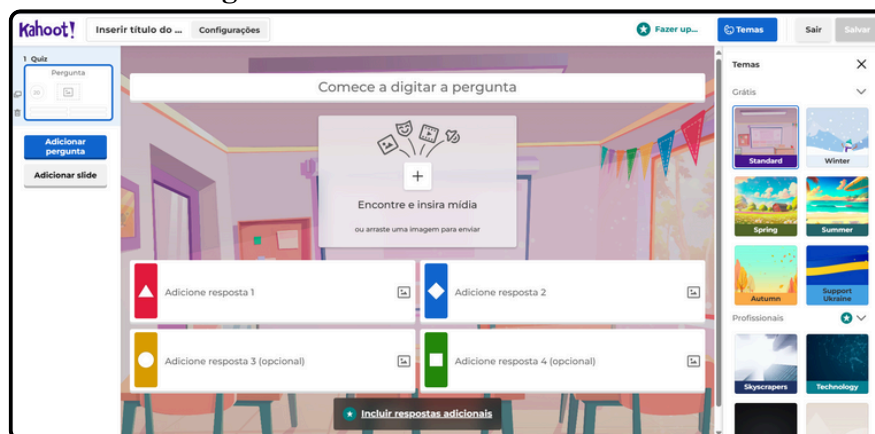 Kahoot!
Inserir título do ...
Configurações
Fazer up...
Temas
Sair
Salvar
1 Quiz
Pergunta
20
Adicionar
pergunta
Adicionar slide
Comece a digitar a pergunta
Encontre e insira mídia
ou arraste uma imagem para enviar
Adicione resposta 1
Adicione resposta 2
Adicione resposta 3 (opcional)
Adicione resposta 4 (opcional)
Incluir respostas adicionais
Temas
Grátis
Standard
Winter
Spring
Summer
Autumn
Support
Ukraine
Profissionais
Skyscrapers
Technology